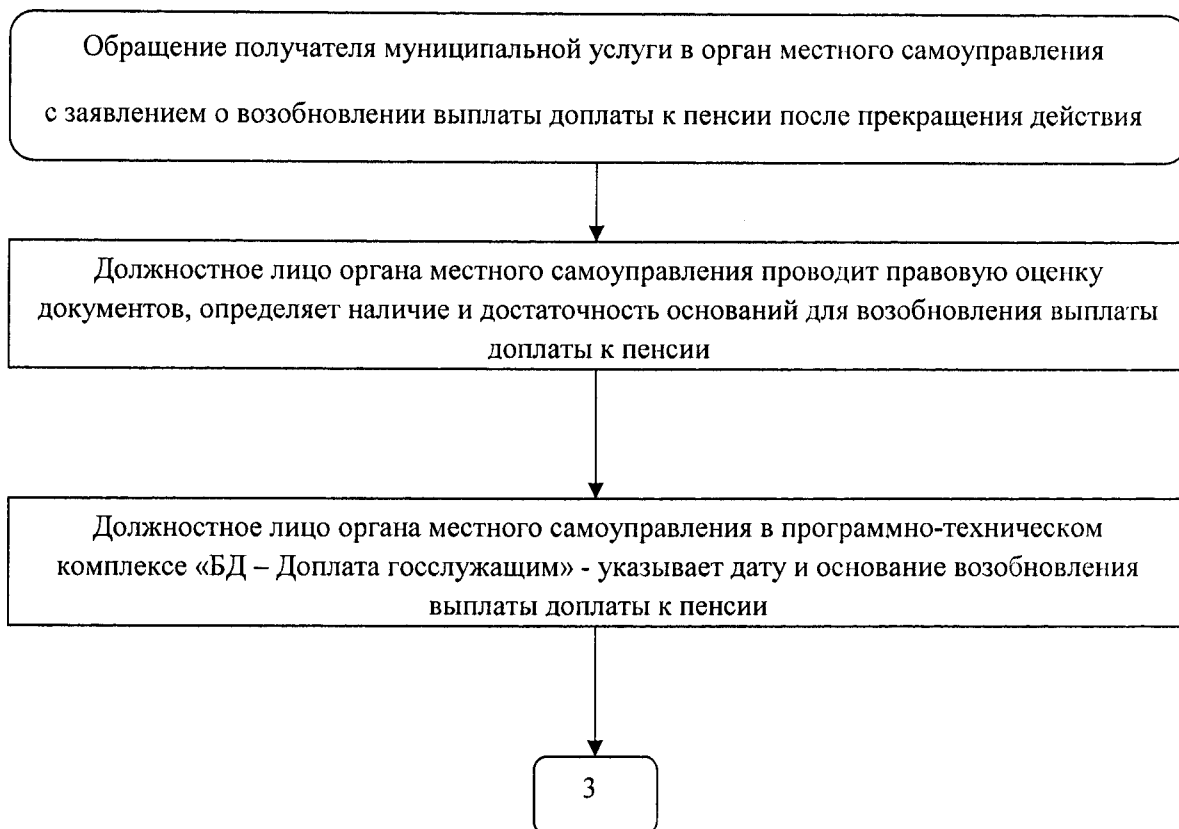 Обращение получателя муниципальной услуги в орган местного самоуправления
с заявлением о возобновлении выплаты доплаты к пенсии после прекращения действия
Должностное лицо органа местного самоуправления проводит правовую оценку
документов, определяет наличие и достаточность оснований для возобновления выплаты
доплаты к пенсии
Должностное лицо органа местного самоуправления в программно-техническом
комплексе «БД – Доплата госслужащим» - указывает дату и основание возобновления
выплаты доплаты к пенсии
3